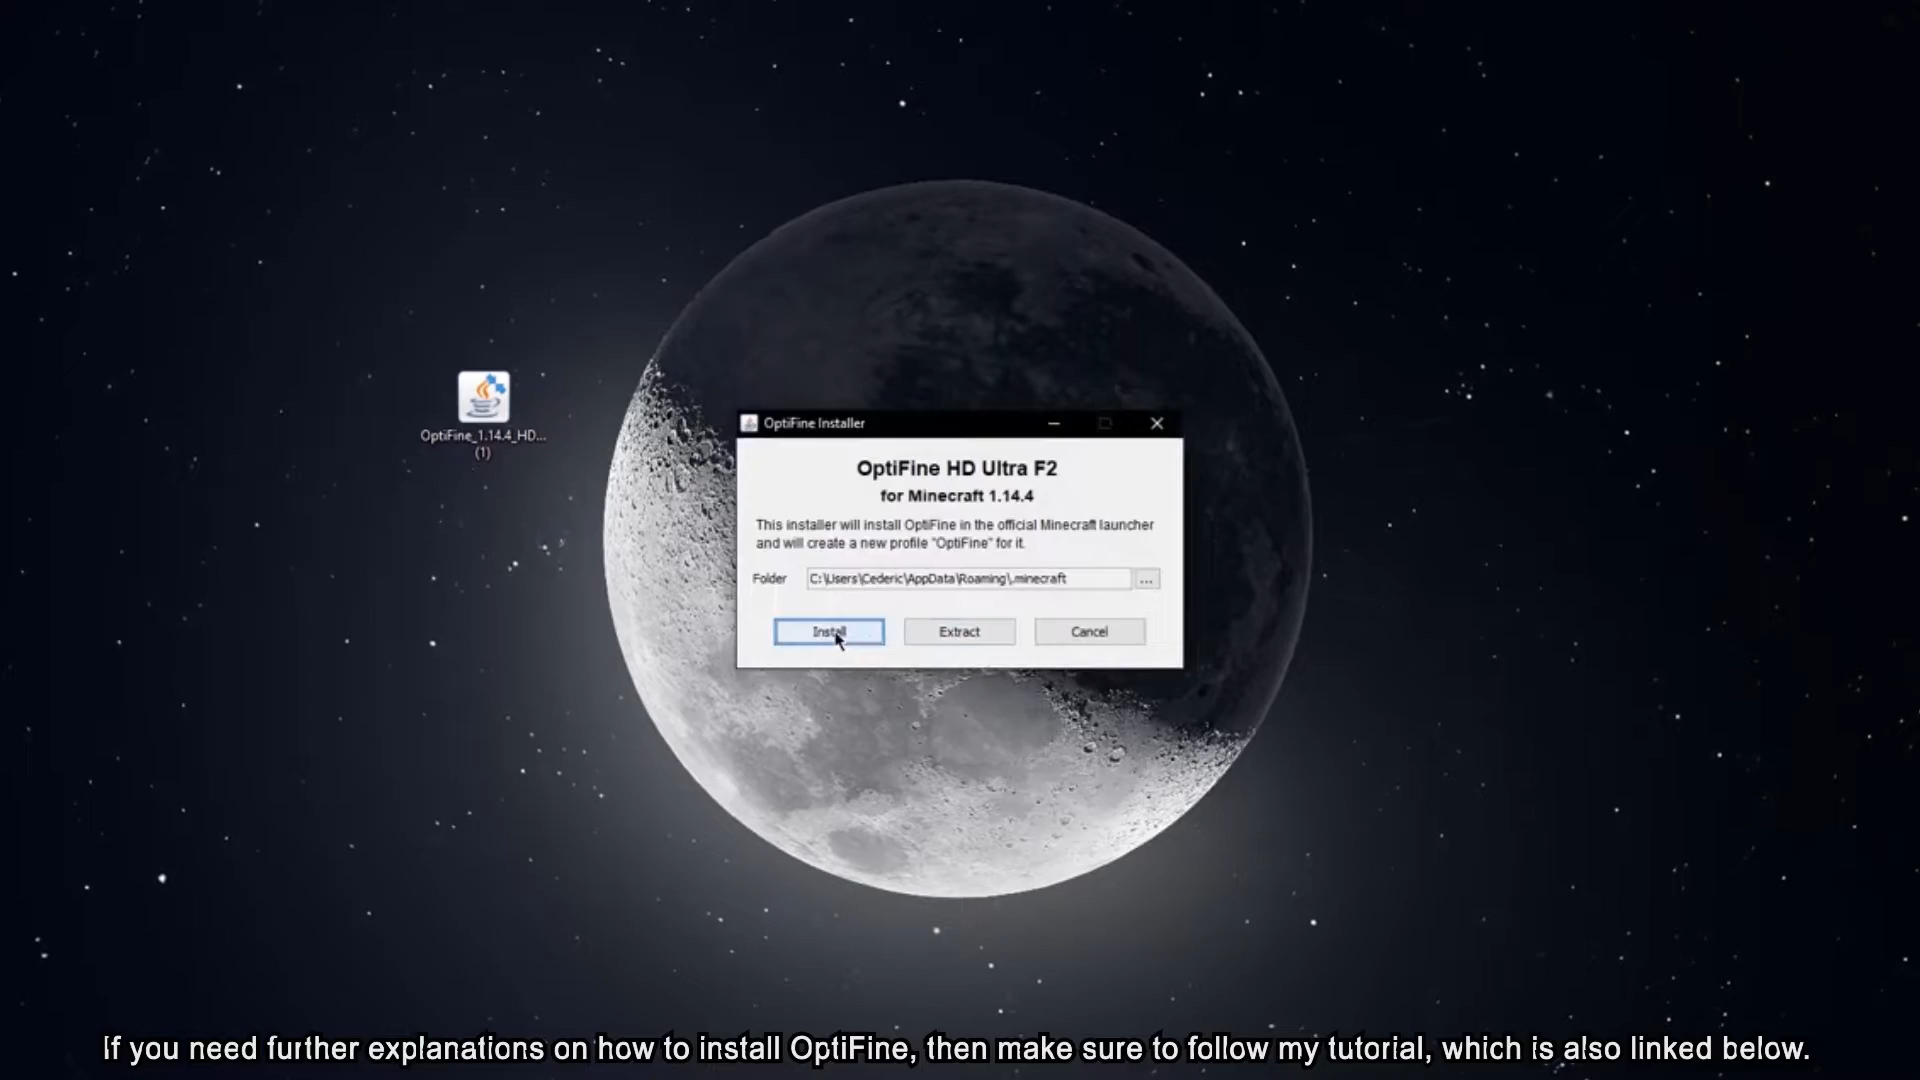 OptiFine_1.14.4_HD...
(1)
OptiFine Installer
OptiFine HD Ultra F2
for Minecraft 1.14.4
This installer will install OptiFine in the official Minecraft launcher
and will create a new profile "OptiFine" for it.
Folder C:\Users\Cederic\AppData\Roaming\.minecraft ...
Install Extract Cancel
If you need further explanations on how to install OptiFine, then make sure to follow my tutorial, which is also linked below.